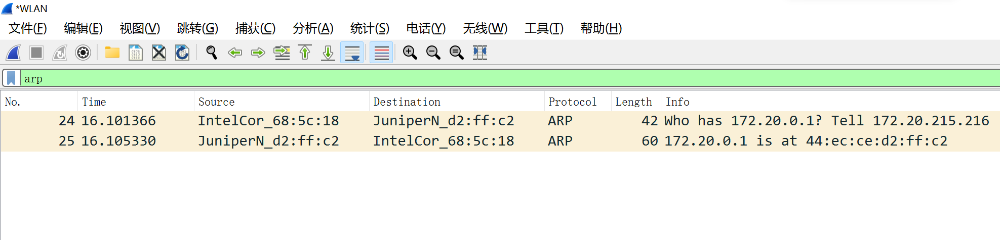 *WLAN
文件(F) 编辑(E) 视图(V) 跳转(G) 捕获(C) 分析(A) 统计(S) 电话(Y) 无线(W) 工具(T) 帮助(H)
arp
No. Time Source Destination Protocol Length Info
24 16.101366 IntelCor_68:5c:18 JuniperN_d2:ff:c2 ARP 42 Who has 172.20.0.1? Tell 172.20.215.216
25 16.105330 JuniperN_d2:ff:c2 IntelCor_68:5c:18 ARP 60 172.20.0.1 is at 44:ec:ce:d2:ff:c2